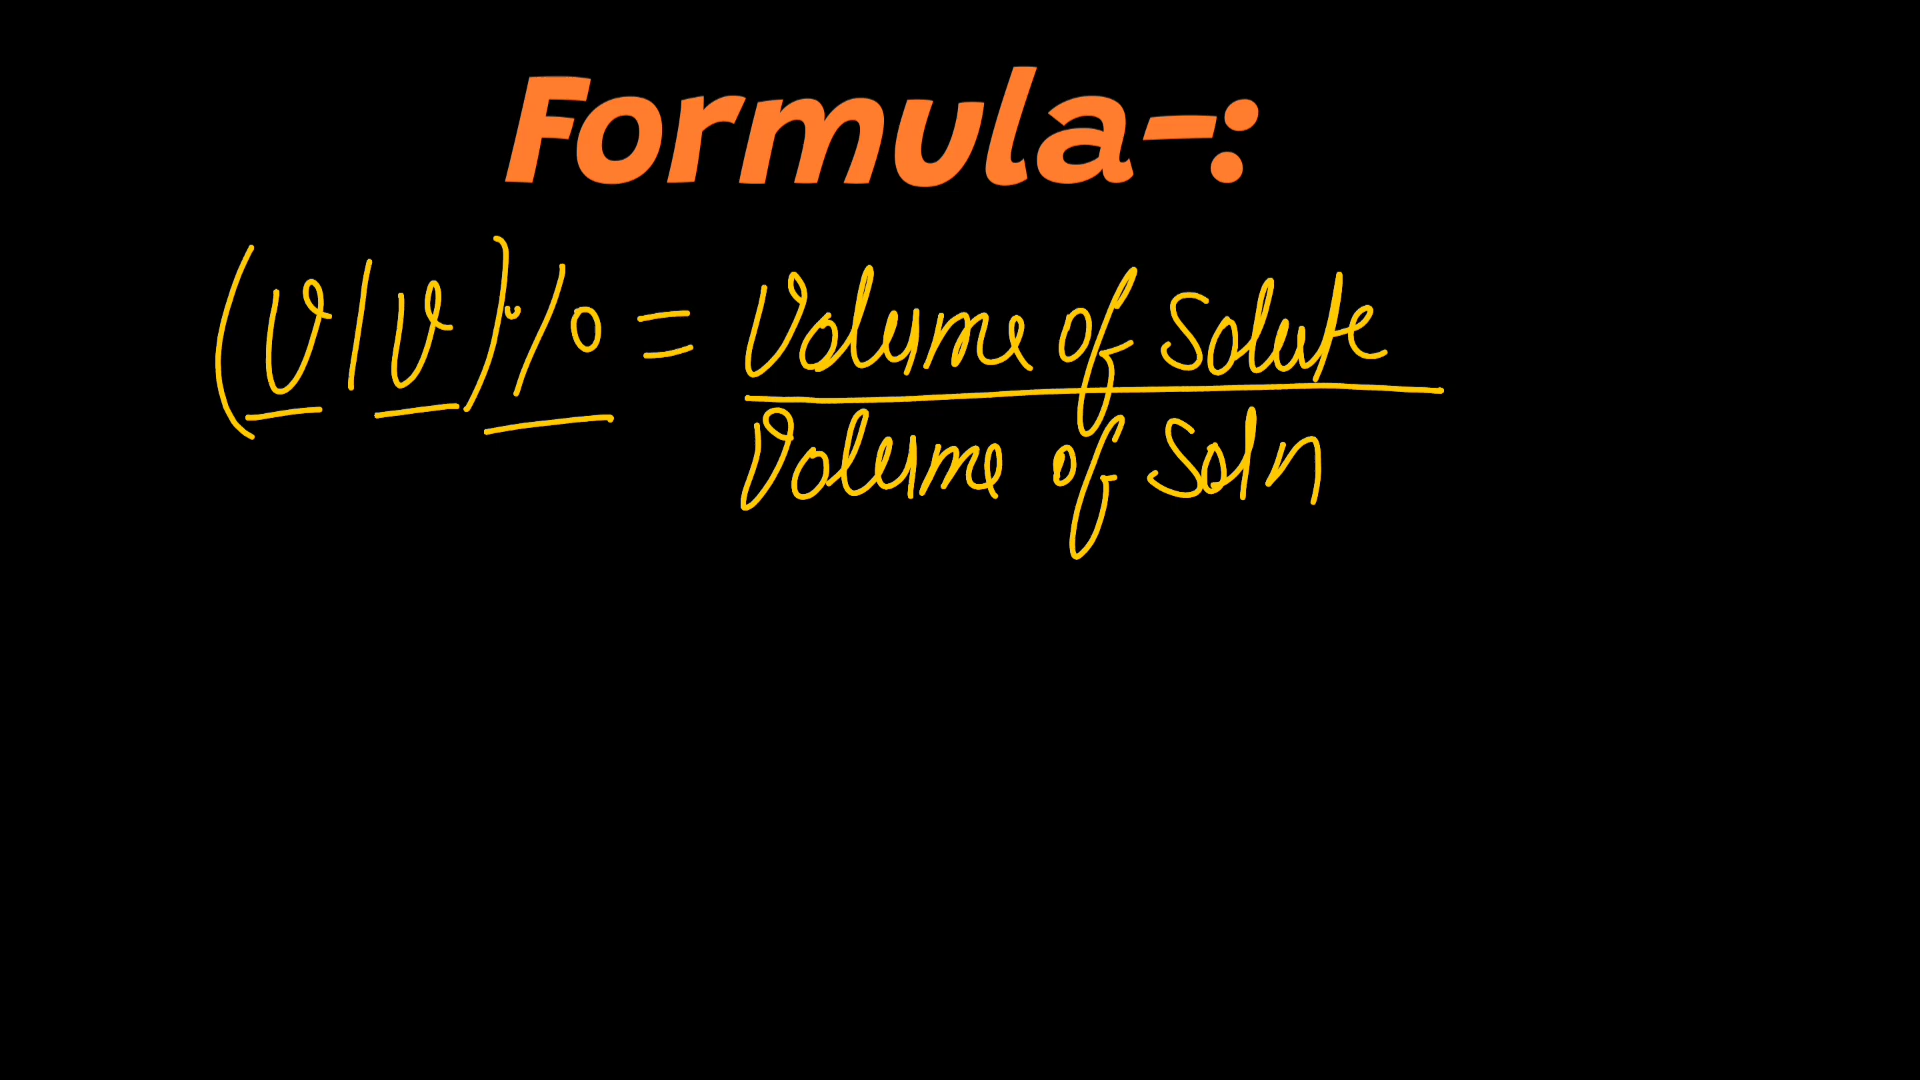 Formula-:
(V/V)% = Volume of Solute
Volume of Soln